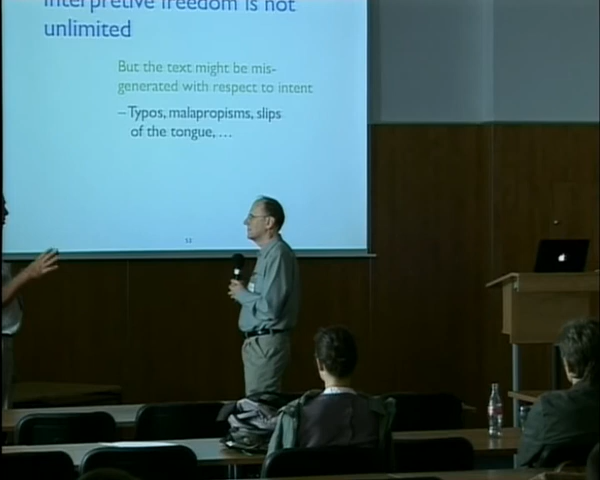 interpretive freedom is not
unlimited
But the text might be mis-
generated with respect to intent
–Typos, malapropisms, slips
of the tongue,…
12